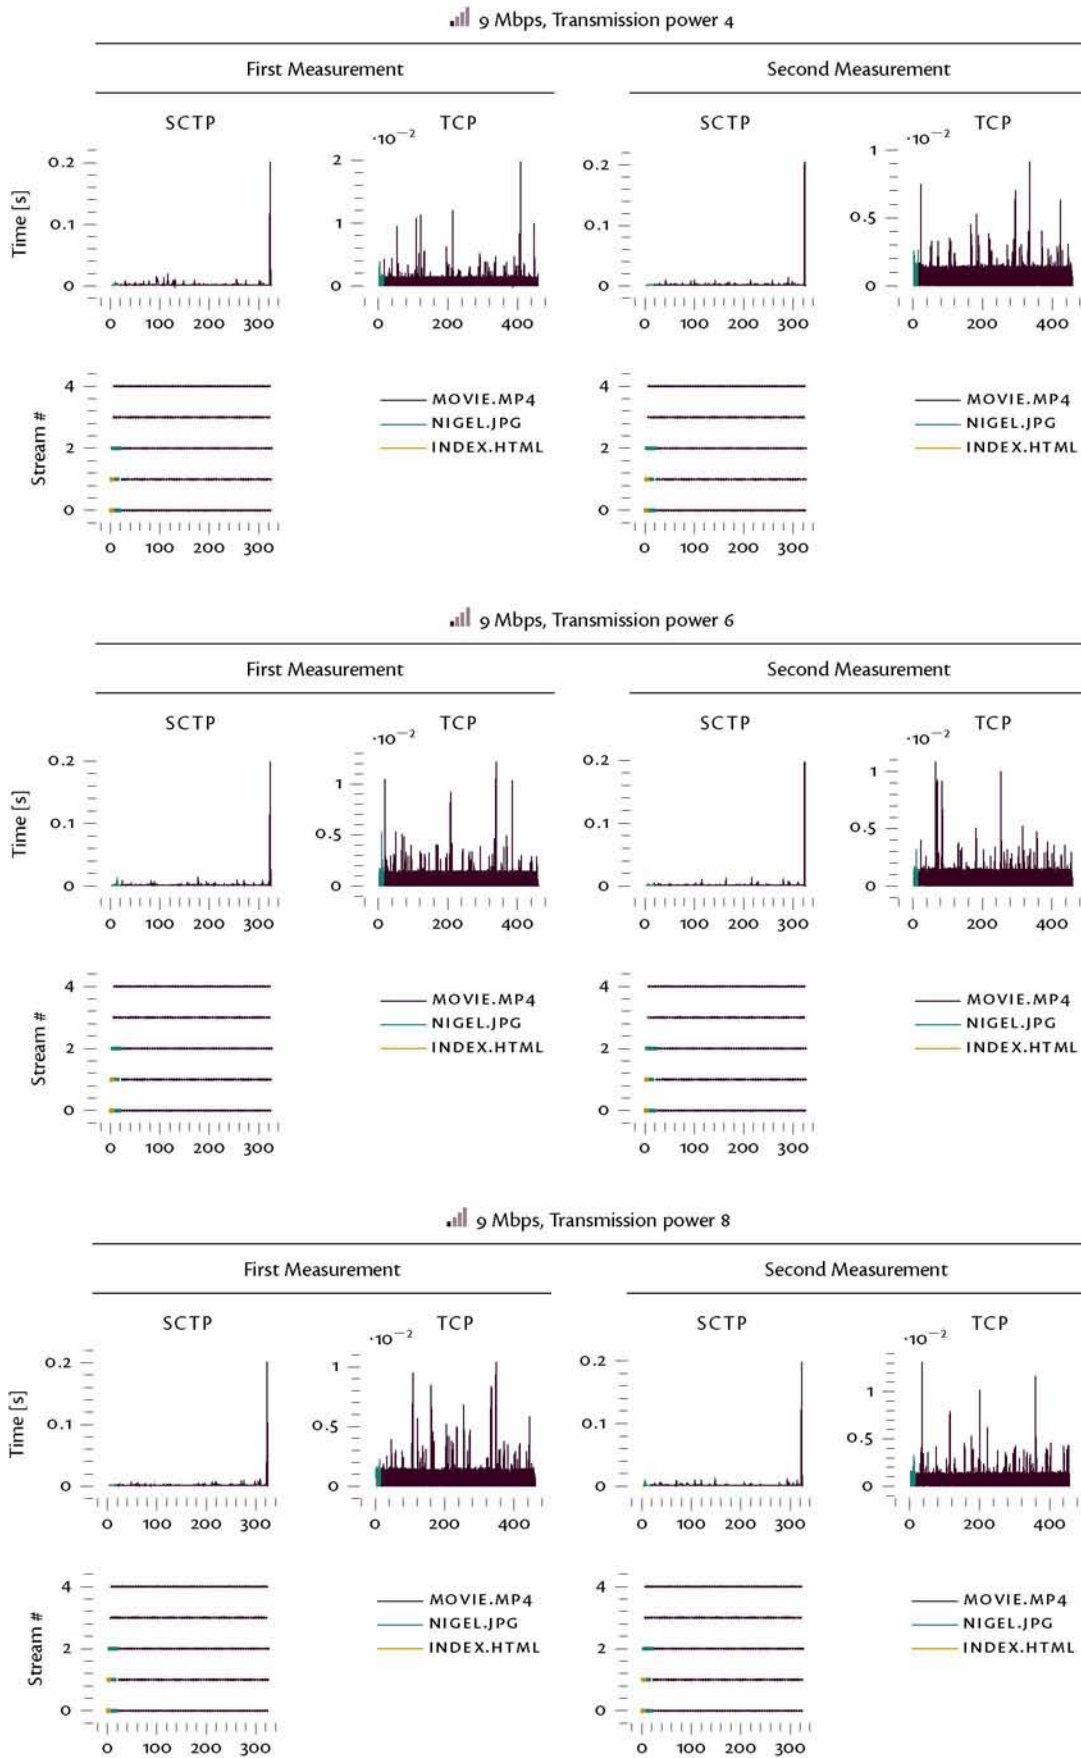 9 Mbps, Transmission power 4
First Measurement Second Measurement
SCTP TCP SCTP TCP
·10⁻² ·10⁻²
Time [s] 0.2 0.1 0 2 1 0 0.2 0.1 0 1 0.5 0
0 100 200 300 0 200 400 0 100 200 300 0 200 400
Stream # 4 2 0 4 2 0
MOVIE.MP4 MOVIE.MP4
NIGEL.JPG NIGEL.JPG
INDEX.HTML INDEX.HTML
0 100 200 300 0 100 200 300
9 Mbps, Transmission power 6
First Measurement Second Measurement
SCTP TCP SCTP TCP
·10⁻² ·10⁻²
Time [s] 0.2 0.1 0 1 0.5 0 0.2 0.1 0 1 0.5 0
0 100 200 300 0 200 400 0 100 200 300 0 200 400
Stream # 4 2 0 4 2 0
MOVIE.MP4 MOVIE.MP4
NIGEL.JPG NIGEL.JPG
INDEX.HTML INDEX.HTML
0 100 200 300 0 100 200 300
9 Mbps, Transmission power 8
First Measurement Second Measurement
SCTP TCP SCTP TCP
·10⁻² ·10⁻²
Time [s] 0.2 0.1 0 1 0.5 0 0.2 0.1 0 1 0.5 0
0 100 200 300 0 200 400 0 100 200 300 0 200 400
Stream # 4 2 0 4 2 0
MOVIE.MP4 MOVIE.MP4
NIGEL.JPG NIGEL.JPG
INDEX.HTML INDEX.HTML
0 100 200 300 0 100 200 300